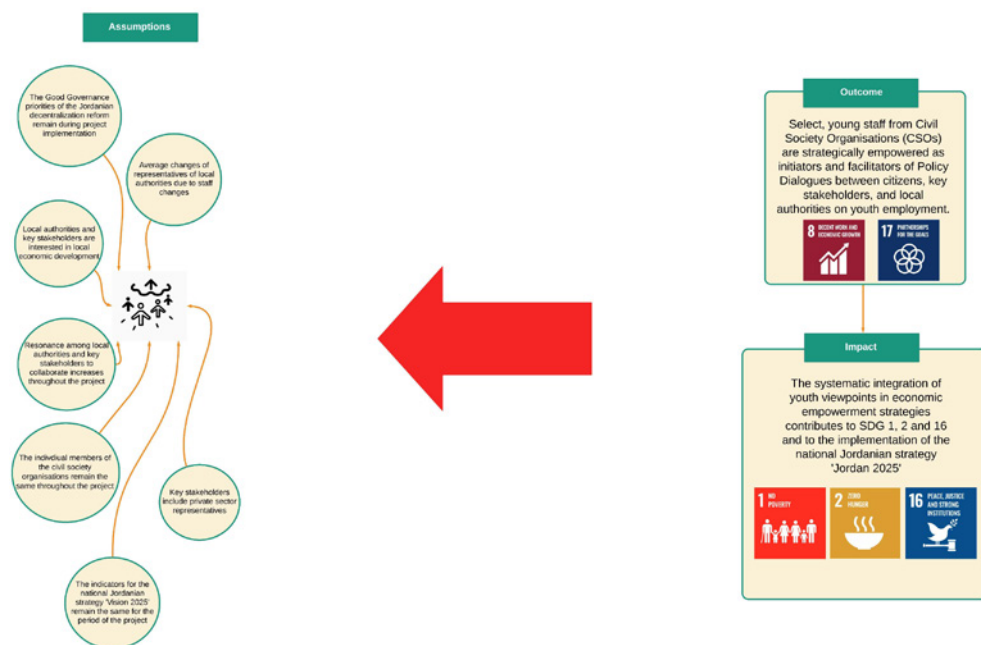 Assumptions
The Good Governance
priorities of the Jordanian
decentralization reform
remain during project
implementation
Average changes of
representatives of local
authorities due to staff
changes
Local authorities and
key stakeholders are
interested in local
economic development
Resonance among local
authorities and key
stakeholders to
collaborate increases
throughout the project
The indivdiual members of
the civil society
organisations remain the
same throughout the project
Key stakeholders
include private sector
representatives
The indicators for the
national Jordanian
strategy 'Vision 2025'
remain the same for the
period of the project
Outcome
Select, young staff from Civil
Society Organisations (CSOs)
are strategically empowered as
initiators and facilitators of Policy
Dialogues between citizens, key
stakeholders, and local
authorities on youth employment.
8 DECENT WORK AND
ECONOMIC GROWTH
17 PARTNERSHIPS
FOR THE GOALS
Impact
The systematic integration of
youth viewpoints in economic
empowerment strategies
contributes to SDG 1, 2 and 16
and to the implementation of the
national Jordanian strategy
'Jordan 2025'
1 NO
POVERTY
2 ZERO
HUNGER
16 PEACE, JUSTICE
AND STRONG
INSTITUTIONS